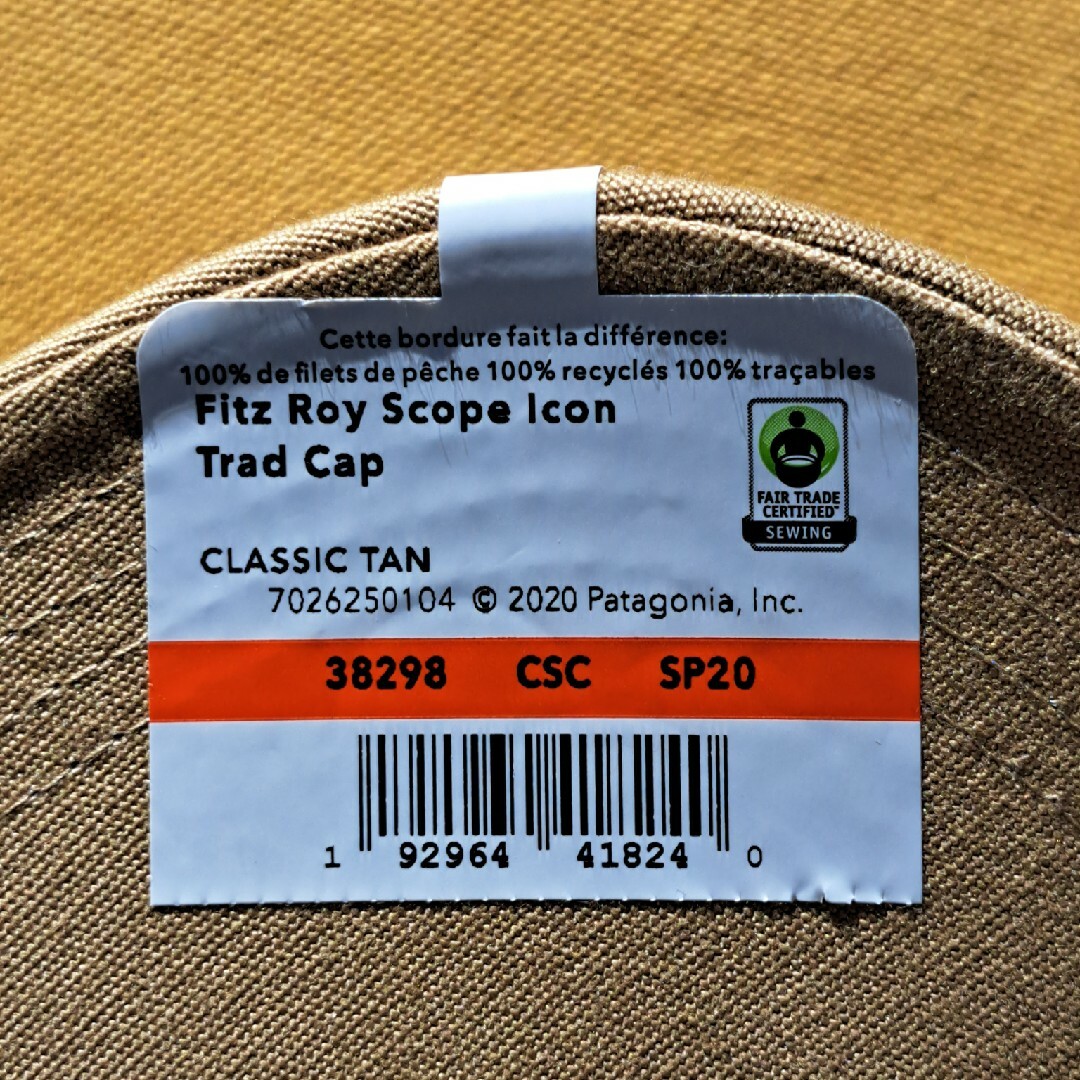 Cette bordure fait la différence:
100% de filets de pêche 100% recyclés 100% traçables
Fitz Roy Scope Icon
Trad Cap
FAIR TRADE
CERTIFIED™
SEWING
CLASSIC TAN
7026250104 © 2020 Patagonia, Inc.
38298 CSC SP20
1 92964 41824 0